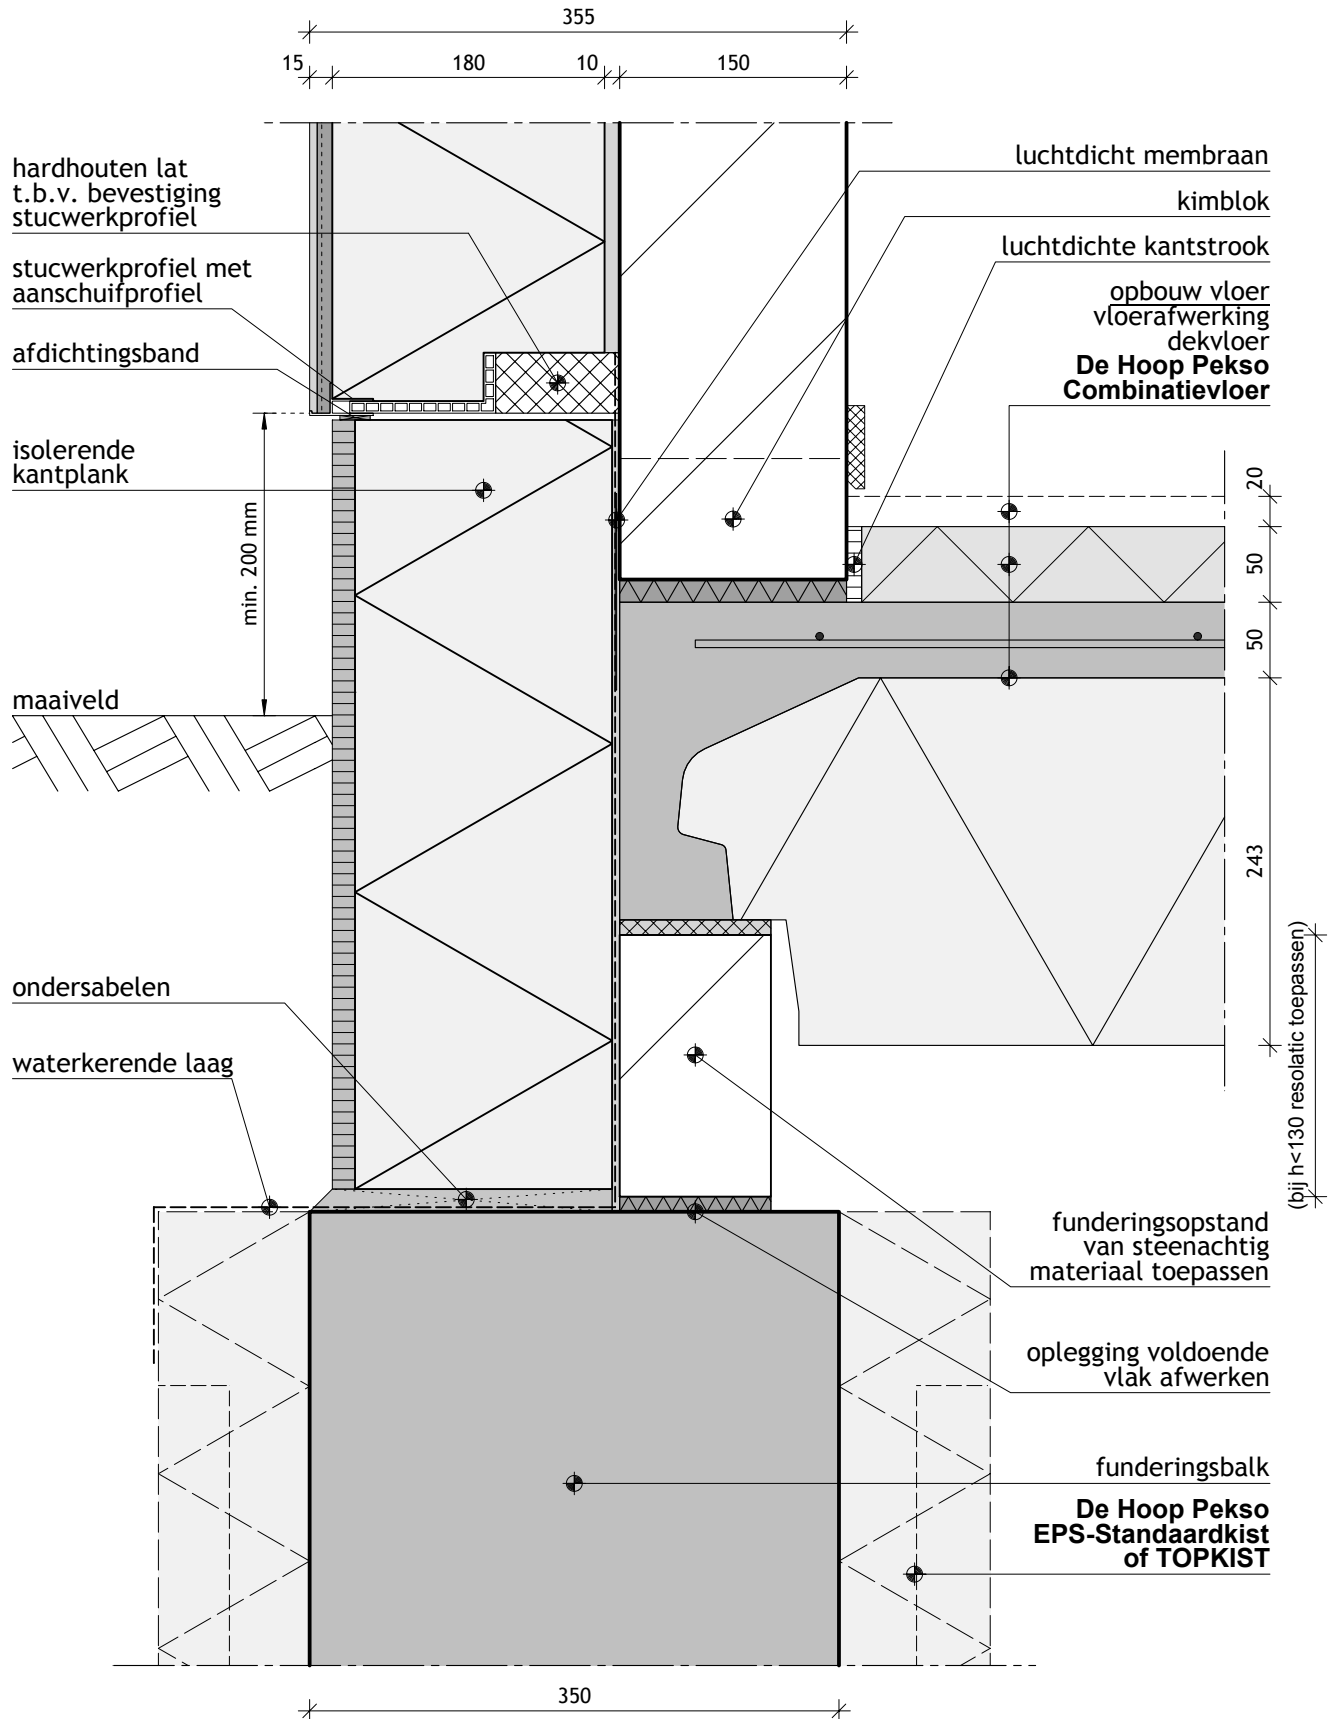 355
15
180
10
150
hardhouten lat
t.b.v. bevestiging
stucwerkprofiel
stucwerkprofiel met
aanschuifprofiel
afdichtingsband
isolerende
kantplank
min. 200 mm
maaiveld
ondersabelen
waterkerende laag
luchtdicht membraan
kimblok
luchtdichte kantstrook
opbouw vloer
vloerafwerking
dekvloer
De Hoop Pekso
Combinatievloer
20
50
50
243
(bij h<130 resolatic toepassen)
funderingsopstand
van steenachtig
materiaal toepassen
oplegging voldoende
vlak afwerken
funderingsbalk
De Hoop Pekso
EPS-Standaardkist
of TOPKIST
350